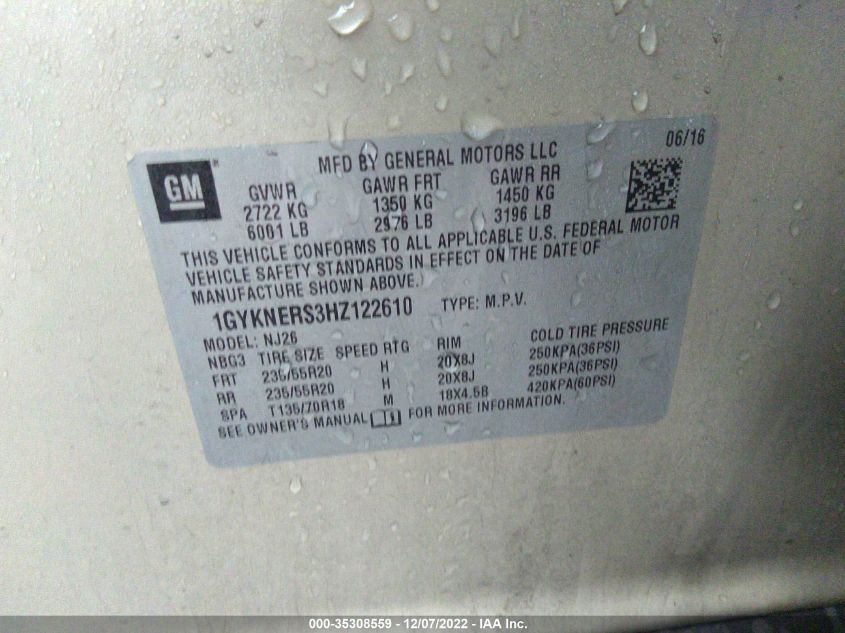 06/16
MFD BY GENERAL MOTORS LLC
GM
GVWR GAWR FRT GAWR RR
2722 KG 1350 KG 1450 KG
6001 LB 2976 LB 3196 LB
THIS VEHICLE CONFORMS TO ALL APPLICABLE U.S. FEDERAL MOTOR
VEHICLE SAFETY STANDARDS IN EFFECT ON THE DATE OF
MANUFACTURE SHOWN ABOVE.
1GYKNERS3HZ122610 TYPE: M.P.V.
MODEL: NJ26
NBG3 TIRE SIZE SPEED RTG RIM COLD TIRE PRESSURE
FRT 235/55R20 H 20X8J 250KPA(36PSI)
RR 235/55R20 H 20X8J 250KPA(36PSI)
SPA T135/70R18 M 18X4.5B 420KPA(60PSI)
SEE OWNER'S MANUAL FOR MORE INFORMATION.
000-35308559 - 12/07/2022 - IAA Inc.